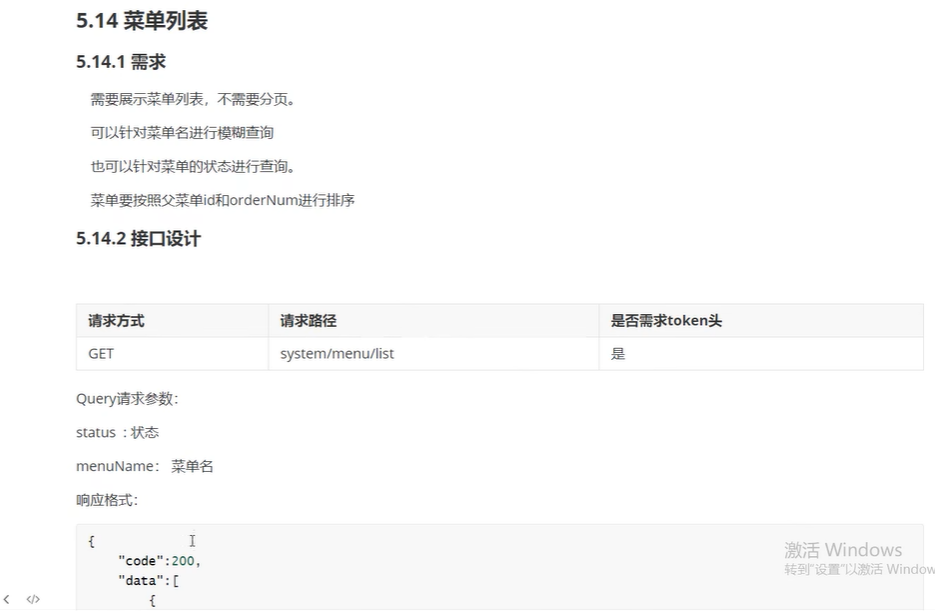 5.14 菜单列表
5.14.1 需求
需要展示菜单列表，不需要分页。
可以针对菜单名进行模糊查询
也可以针对菜单的状态进行查询。
菜单要按照父菜单id和orderNum进行排序
5.14.2 接口设计
请求方式 请求路径 是否需求token头
GET system/menu/list 是
Query请求参数：
status ：状态
menuName： 菜单名
响应格式：
{
"code":200,
"data":[
{
激活 Windows
转到“设置”以激活 Window